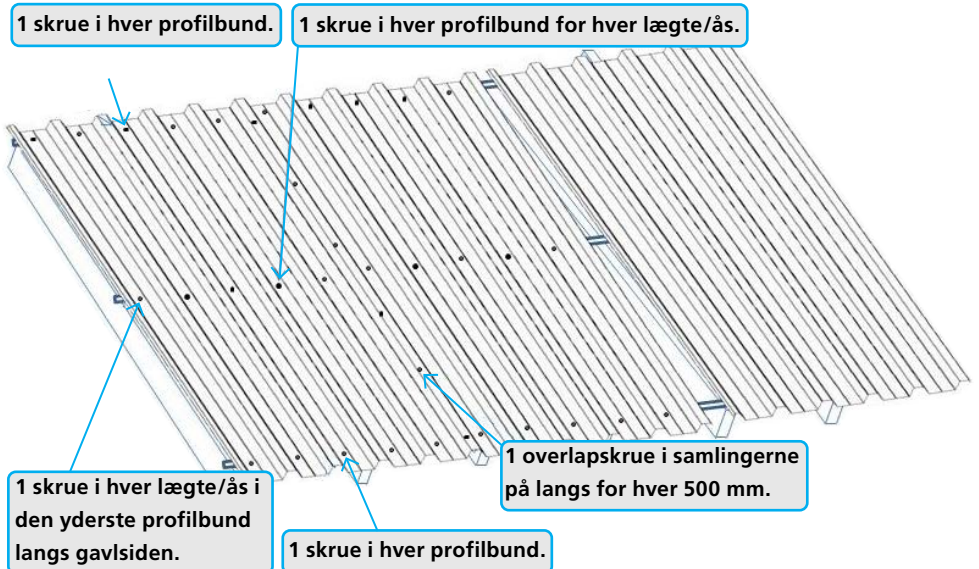 1 skrue i hver profilbund.
1 skrue i hver profilbund for hver lægte/ås.
1 overlapskrue i samlingerne
på langs for hver 500 mm.
1 skrue i hver lægte/ås i
den yderste profilbund
langs gavlsiden.
1 skrue i hver profilbund.